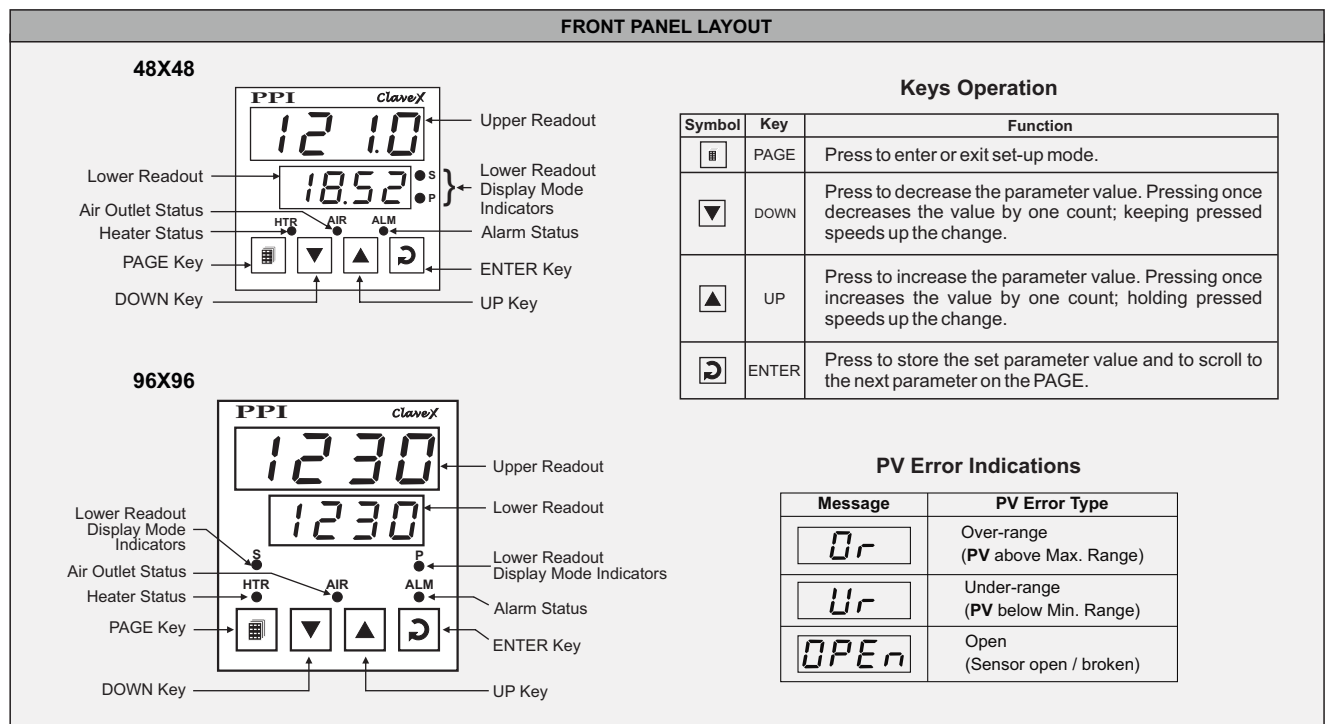 FRONT PANEL LAYOUT
48X48
PPI ClaveX
121.0
Upper Readout
Lower Readout
18.52
S
P
Lower Readout
Display Mode
Indicators
Air Outlet Status
Heater Status
HTR AIR ALM
Alarm Status
PAGE Key
ENTER Key
DOWN Key
UP Key
96X96
PPI ClaveX
1230
Upper Readout
1230
Lower Readout
Lower Readout
Display Mode
Indicators
S
P
Lower Readout
Display Mode Indicators
Air Outlet Status
Heater Status
HTR AIR ALM
Alarm Status
PAGE Key
ENTER Key
DOWN Key
UP Key
Keys Operation
Symbol Key Function
PAGE Press to enter or exit set-up mode.
DOWN
Press to decrease the parameter value. Pressing once
decreases the value by one count; keeping pressed
speeds up the change.
UP
Press to increase the parameter value. Pressing once
increases the value by one count; holding pressed
speeds up the change.
ENTER
Press to store the set parameter value and to scroll to
the next parameter on the PAGE.
PV Error Indications
Message PV Error Type
Or
Over-range
(PV above Max. Range)
Ur
Under-range
(PV below Min. Range)
OPEn
Open
(Sensor open / broken)